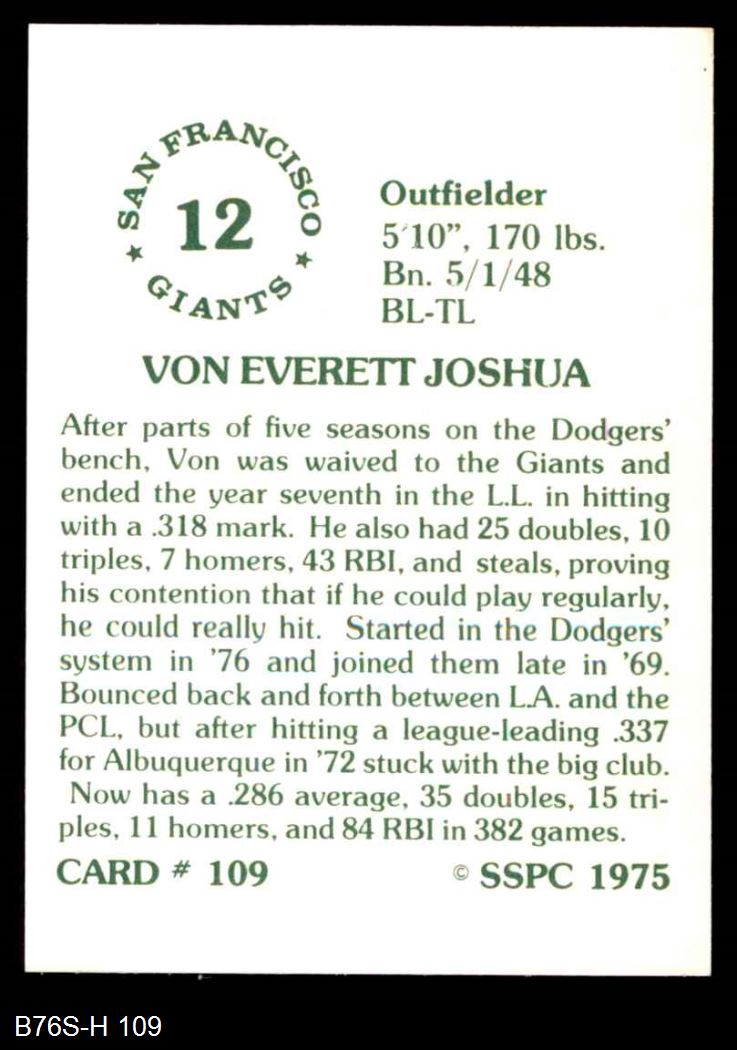 SAN FRANCISCO
12
★ GIANTS ★
Outfielder
5'10”, 170 lbs.
Bn. 5/1/48
BL-TL
VON EVERETT JOSHUA
After parts of five seasons on the Dodgers'
bench, Von was waived to the Giants and
ended the year seventh in the L.L. in hitting
with a .318 mark. He also had 25 doubles, 10
triples, 7 homers, 43 RBI, and steals, proving
his contention that if he could play regularly,
he could really hit. Started in the Dodgers'
system in '76 and joined them late in '69.
Bounced back and forth between L.A. and the
PCL, but after hitting a league-leading .337
for Albuquerque in '72 stuck with the big club.
Now has a .286 average, 35 doubles, 15 tri-
ples, 11 homers, and 84 RBI in 382 games.
CARD # 109 © SSPC 1975
B76S-H 109